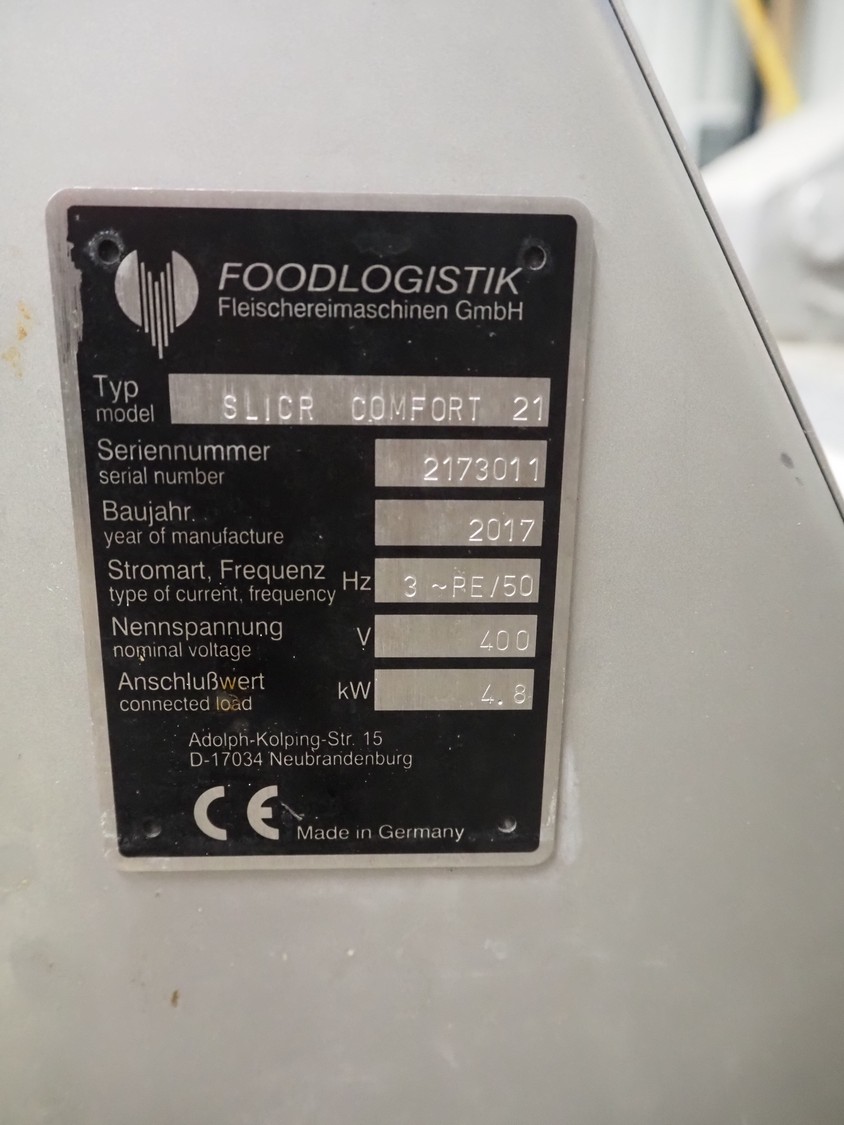 FOODLOGISTIK
Fleischereimaschinen GmbH
Typ
model
SLICR COMFORT 21
Seriennummer
serial number
2173011
Baujahr.
year of manufacture
2017
Stromart, Frequenz
type of current, frequency
Hz
3 ~PE/50
Nennspannung
nominal voltage
V
400
Anschlußwert
connected load
kW
4.8
Adolph-Kolping-Str. 15
D-17034 Neubrandenburg
CE
Made in Germany